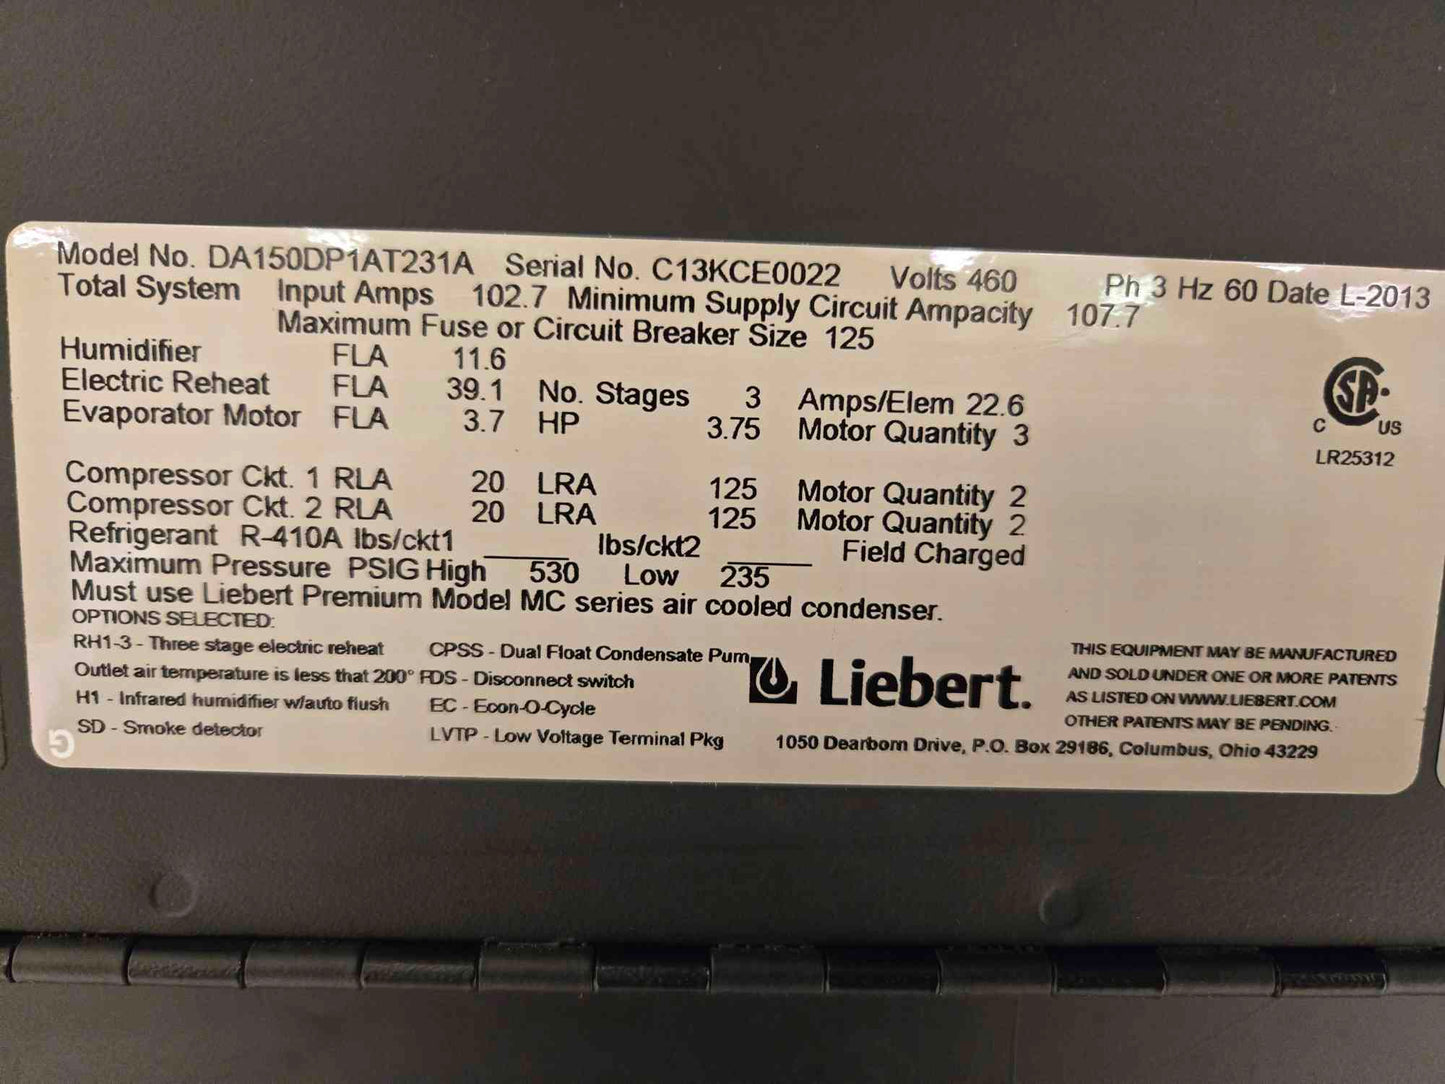 Model No. DA150DP1AT231A Serial No. C13KCE0022 Volts 460 Ph 3 Hz 60 Date L-2013
Total System Input Amps 102.7 Minimum Supply Circuit Ampacity 107.7
Maximum Fuse or Circuit Breaker Size 125
Humidifier FLA 11.6
Electric Reheat FLA 39.1 No. Stages 3 Amps/Elem 22.6
Evaporator Motor FLA 3.7 HP 3.75 Motor Quantity 3
SA
C US
LR25312
Compressor Ckt. 1 RLA 20 LRA 125 Motor Quantity 2
Compressor Ckt. 2 RLA 20 LRA 125 Motor Quantity 2
Refrigerant R-410A lbs/ckt1 ______ lbs/ckt2 ______ Field Charged
Maximum Pressure PSIG High 530 Low 235
Must use Liebert Premium Model MC series air cooled condenser.
OPTIONS SELECTED:
RH1-3 - Three stage electric reheat
Outlet air temperature is less that 200° F
H1 - Infrared humidifier w/auto flush
SD - Smoke detector
CPSS - Dual Float Condensate Pum
DS - Disconnect switch
EC - Econ-O-Cycle
LVTP - Low Voltage Terminal Pkg
Liebert.
1050 Dearborn Drive, P.O. Box 29186, Columbus, Ohio 43229
THIS EQUIPMENT MAY BE MANUFACTURED
AND SOLD UNDER ONE OR MORE PATENTS
AS LISTED ON WWW.LIEBERT.COM
OTHER PATENTS MAY BE PENDING.
G